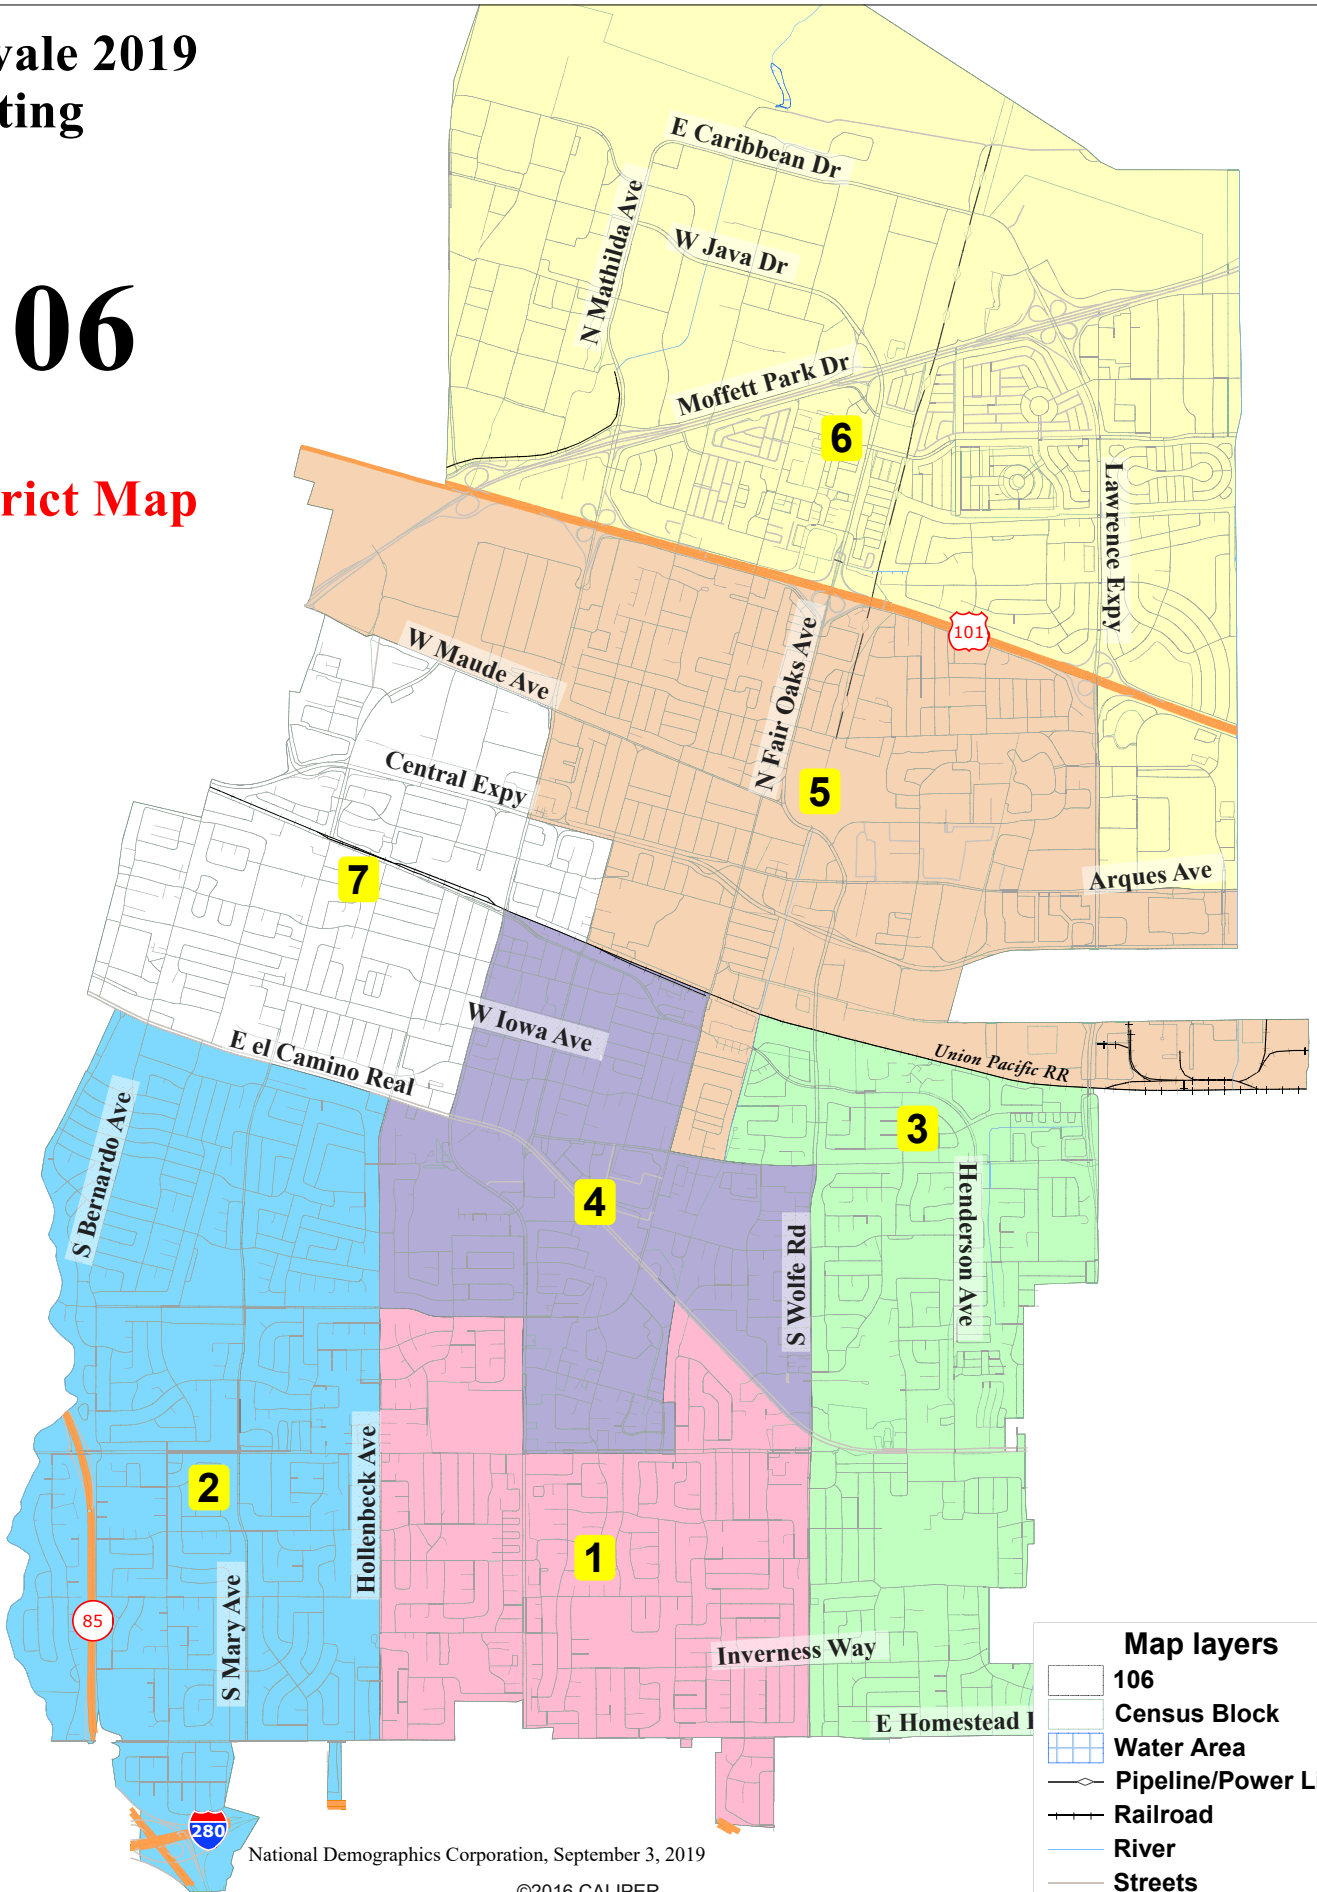 vale 2019
ting
06
rict Map
E Caribbean Dr
N Mathilda Ave
W Java Dr
Moffett Park Dr
6
Lawrence Expy
101
W Maude Ave
N Fair Oaks Ave
Central Expy
5
7
Arques Ave
W Iowa Ave
E el Camino Real
Union Pacific RR
S Bernardo Ave
3
4
Henderson Ave
S Wolfe Rd
Hollenbeck Ave
2
1
85
S Mary Ave
Inverness Way
E Homestead
280
National Demographics Corporation, September 3, 2019
©2016 CALIPER
Map layers
106
Census Block
Water Area
Pipeline/Power Li
Railroad
River
Streets